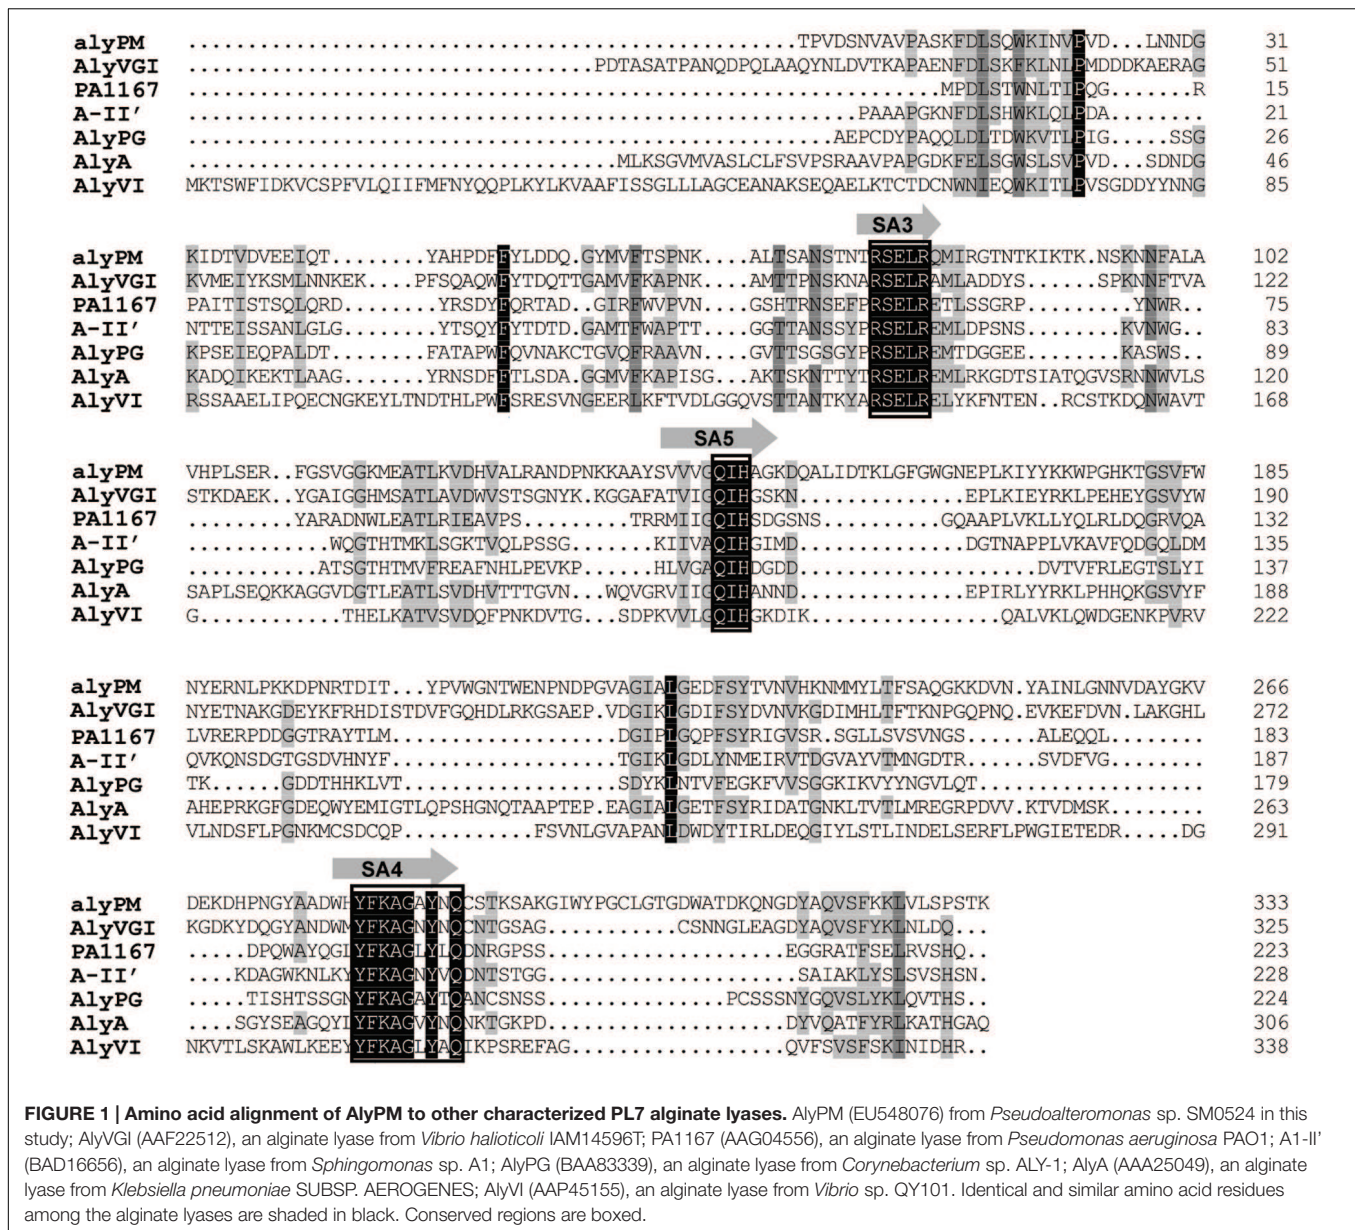 alyPM ...................................................TPVDSNVAVPASKFDLSQWKINVPVD...LNNDG 31
AlyVGI ..................................PDTASATPANQDPQLAAQYNLDVTKAPAENFDLSKFKLNLPMDDDKAERAG 51
PA1167 ...............................................................MPDLSTWNLTIPQG.......R 15
A-II' ........................................................PAAAPGKNFDLSHWKLQLPDA........ 21
AlyPG ......................................................AEPCDYPAQQLDLTDWKVTLPIG.....SSG 26
AlyA ....................................MLKSGVMVASLCLFSVPSRAAVPAPGDKFELSGWSLSVPVD...SDNDG 46
AlyVI MKTSWFIDKVCSPFVLQIIFMFNYQQPLKYLKVAAFISSGLLLAGCEANAKSEQAELKTCTDCNWNIEQWKITLPVSGDDYYNNG 85
SA3
alyPM KIDTVDVEEIQT........YAHPDFFYLDDQ.GYMVFTSPNK....ALTSANSTNTRSELRQMIRGTNTKIKTK.NSKNNFALA 102
AlyVGI KVMEIYKSMLNNKEK....PFSQAQWFYTDQTTGAMVFKAPNK....AMTTPNSKNARSELRAMLADDYS.....SPKNNFTVA 122
PA1167 PAITISTSQLQRD.......YRSDYFQRTAD..GIRFWVPVN....GSHTRNSEFPRSELRETLSSGRP........YNWR.. 75
A-II' NTTEISSANLGLG.......YTSQYFYTDTD.GAMTFWAPTT....GGTTANSSYPRSELREMLDPSNS.......KVNWG.. 83
AlyPG KPSEIEQPALDT........FATAPWFQVNAKCTGVQFRAAVN....GVTTSGSGYPRSELREMTDGGEE.......KASWS.. 89
AlyA KADQIKEKTLAAG.......YRNSDFFTLSDA.GGMVFKAPISG...AKTSKNTTYTRSELREMLRKGDTSIATQGVSRNNWVLS 120
AlyVI RSSAAELIPQECNGKEYLTNDTHLPWFSRESVNGEERLKFTVDLGGQVSTTANTKYARSELRELYKFNTEN..RCSTKDQNWAVT 168
SA5
alyPM VHPLSER..FGSVGGKMEATLKVDHVALRANDPNKKAAYSVVVGQIHAGKDQALIDTKLGFGWGNEPLKIYYKKWPGHKTGSVFW 185
AlyVGI STKDAEK..YGAIGGHMSATLAVDWVSTSGNYK.KGGAFATVIGQIHGSKN..............EPLKIEYRKLPEHEYGSVYW 190
PA1167 .........YARADNWLEATLRIEAVPS........TRRMIIGQIHSDGSNS..........GQAAPLVKLLYQLRLDQGRVQA 132
A-II' ............WQGTHTMKLSGKTVQLPSSG.......KIIVAQIHGIMD.............DGTNAPPLVKAVFQDGQLDM 135
AlyPG ...........ATSGTHTMVFREAFNHLPEVKP......HLVGAQIHDGDD...................DVTVFRLEGTSLYI 137
AlyA SAPLSEQKKAGGVDGTLEATLSVDHVTTTGVN..WQVGRVIIGQIHANND..............EPIRLYYRKLPHHQKGSVYF 188
AlyVI G............THELKATVSVDQFPNKDVTG...SDPKVVLGQIHGKDIK................QALVKLQWDGENKPVRV 222
alyPM NYERNLPKKDPNRTDIT...YPVWGNTWENPNDPGVAGIALGEDFSYTVNVHKNMMYLTFSAQGKKDVN.YAINLGNNVDAYGKV 266
AlyVGI NYETNAKGDEYKFRHDISTDVFGQHDLRKGSAEP.VDGIKLGDIFSYDVNVKGDIMHLTFTKNPGQPNQ.EVKEFDVN.LAKGHL 272
PA1167 LVRERPDDGGTRAYTLM...................DGIPLGQPFSYRIGVSR.SGLLSVSVNGS......ALEQQL....... 183
A-II' QVKQNSDGTGSDVHNYF...................TGIKLGDLYNMEIRVTDGVAYVTMNGDTR......SVDFVG....... 187
AlyPG TK......GDDTHHKLVT..................SDYKLNTVFEGKFVVSGGKIKVYYNGVLQT................... 179
AlyA AHEPRKGFGDEQWYEMIGTLQPSHGNQTAAPTEP.EAGIALGETFSYRIDATGNKLTVTLMREGRPDVV.KTVDMSK........ 263
AlyVI VLNDSFLPGNKMCSDCQP...........FSVNLGVAPANLDWDYTIRLDEQGIYLSTLINDELSERFLPWGIETEDR.....DG 291
SA4
alyPM DEKDHPNGYAADWHYFKAGAYNQCSTKSAKGIWYPGCLGTGDWATDKQNGDYAQVSFKKLVLSPSTK 333
AlyVGI KGDKYDQGYANDWMYFKAGNYNQCNTGSAG...........CSNNGLEAGDYAQVSFYKLNLDQ... 325
PA1167 .....DPQWAYQGLYFKAGLYLQDNRGPSS....................EGGRATFSELRVSHQ.. 223
A-II' ....KDAGWKNLKYYFKAGNYVQDNTSTGG.....................SAIAKLYSLSVSHSN. 228
AlyPG .....TISHTSSGNYFKAGAYTQANCSNSS...............PCSSSNYGQVSLYKLQVTHS.. 224
AlyA ....SGYSEAGQYLYFKAGVYNQNKTGKPD....................DYVQATFYRLKATHGAQ 306
AlyVI NKVTLSKAWLKEEYYFKAGLYAQIKPSREFAG..................QVFSVSFSKINIDHR.. 338
FIGURE 1 | Amino acid alignment of AlyPM to other characterized PL7 alginate lyases. AlyPM (EU548076) from Pseudoalteromonas sp. SM0524 in this
study; AlyVGI (AAF22512), an alginate lyase from Vibrio halioticoli IAM14596T; PA1167 (AAG04556), an alginate lyase from Pseudomonas aeruginosa PAO1; A1-II'
(BAD16656), an alginate lyase from Sphingomonas sp. A1; AlyPG (BAA83339), an alginate lyase from Corynebacterium sp. ALY-1; AlyA (AAA25049), an alginate
lyase from Klebsiella pneumoniae SUBSP. AEROGENES; AlyVI (AAP45155), an alginate lyase from Vibrio sp. QY101. Identical and similar amino acid residues
among the alginate lyases are shaded in black. Conserved regions are boxed.